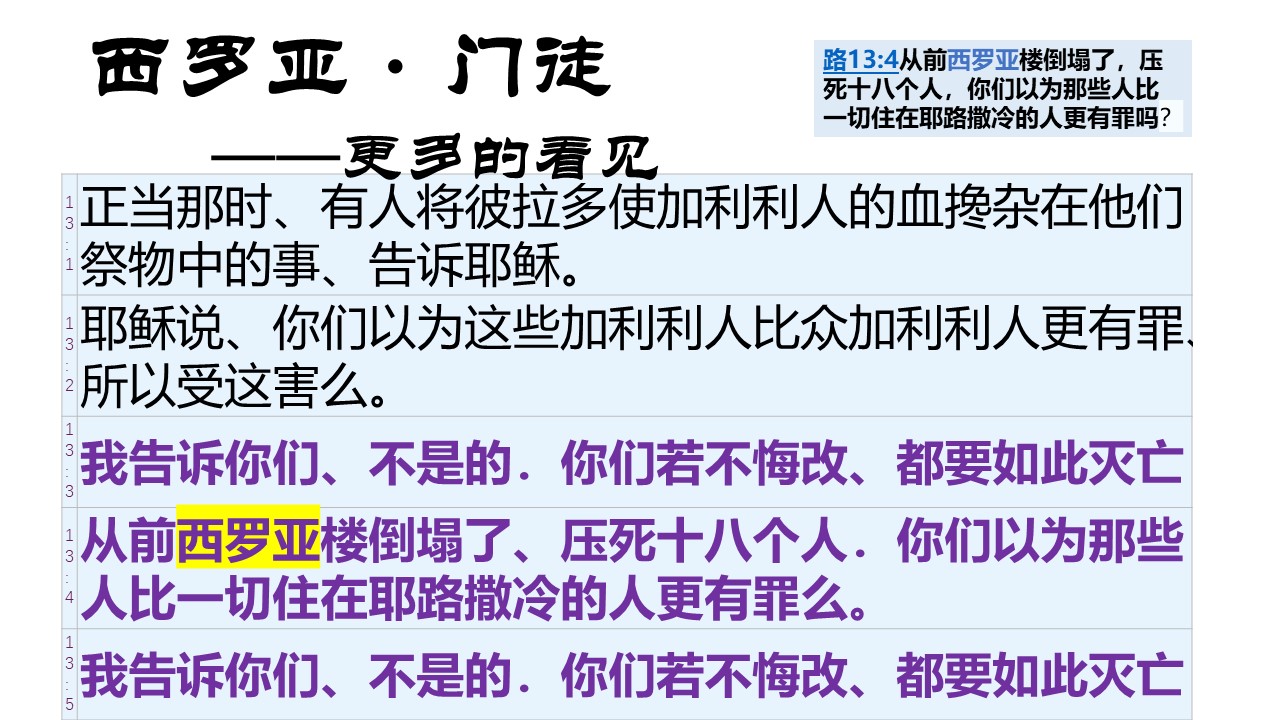 西罗亚·门徒
——更多的看见
路13:4从前西罗亚楼倒塌了，压
死十八个人，你们以为那些人比
一切住在耶路撒冷的人更有罪吗?
13:1
正当那时、有人将彼拉多使加利利人的血搀杂在他们
祭物中的事、告诉耶稣。
13:2
耶稣说、你们以为这些加利利人比众加利利人更有罪、
所以受这害么。
13:3
我告诉你们、不是的．你们若不悔改、都要如此灭亡
13:4
从前西罗亚楼倒塌了、压死十八个人．你们以为那些
人比一切住在耶路撒冷的人更有罪么。
13:5
我告诉你们、不是的．你们若不悔改、都要如此灭亡